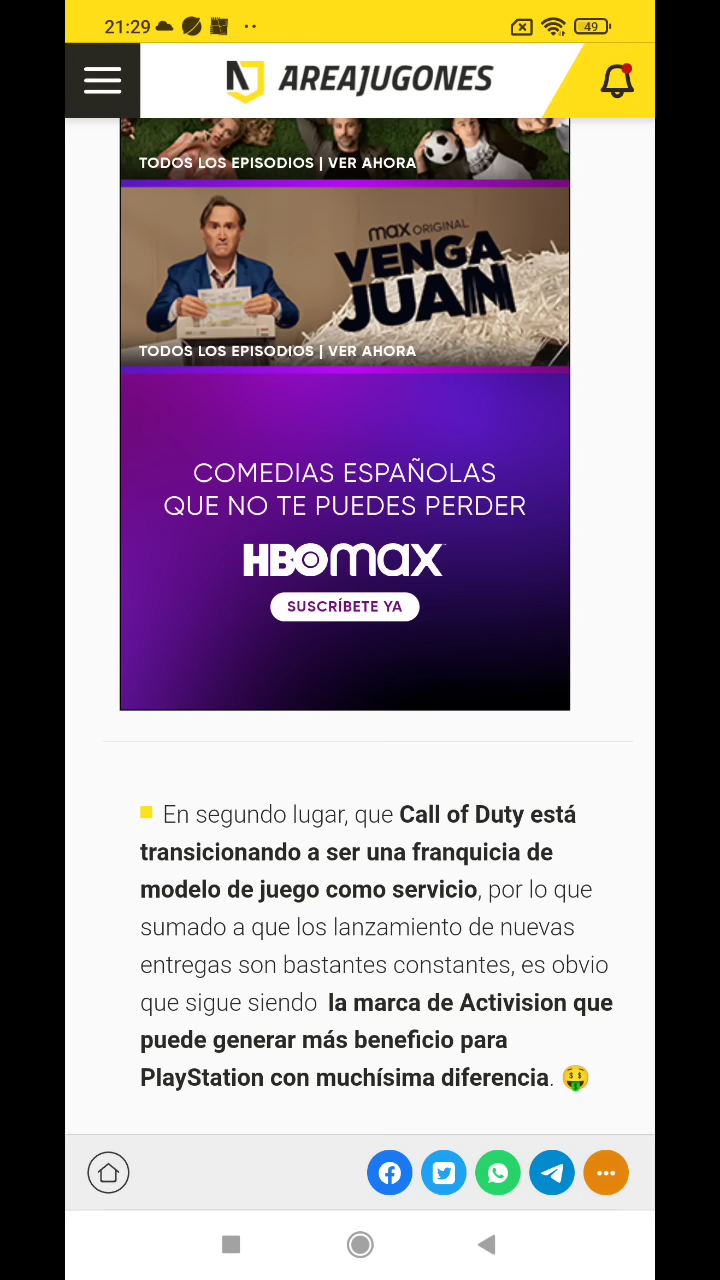 21:29
49
AREAJUGONES
TODOS LOS EPISODIOS | VER AHORA
max ORIGINAL
VENGA
JUAN
TODOS LOS EPISODIOS | VER AHORA
COMEDIAS ESPAÑOLAS
QUE NO TE PUEDES PERDER
HBOmax
SUSCRÍBETE YA
En segundo lugar, que Call of Duty está
transicionando a ser una franquicia de
modelo de juego como servicio, por lo que
sumado a que los lanzamiento de nuevas
entregas son bastantes constantes, es obvio
que sigue siendo la marca de Activision que
puede generar más beneficio para
PlayStation con muchísima diferencia. 🤑